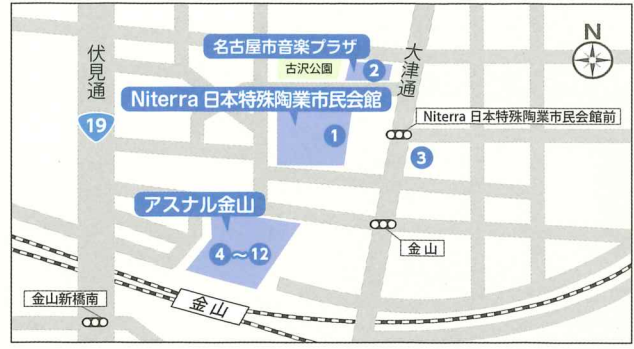 伏見通
19
名古屋市音楽プラザ
古沢公園
2
大津通
N
Niterra 日本特殊陶業市民会館
1
Niterra 日本特殊陶業市民会館前
3
アスナル金山
4～12
金山
金山
金山新橋南